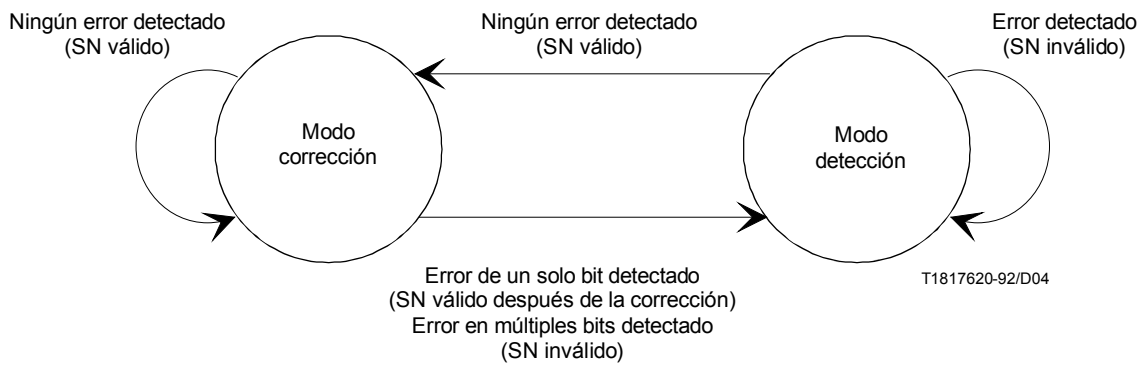 Ningún error detectado
(SN válido)
Ningún error detectado
(SN válido)
Error detectado
(SN inválido)
Modo
corrección
Modo
detección
Error de un solo bit detectado
(SN válido después de la corrección)
Error en múltiples bits detectado
(SN inválido)
T1817620-92/D04